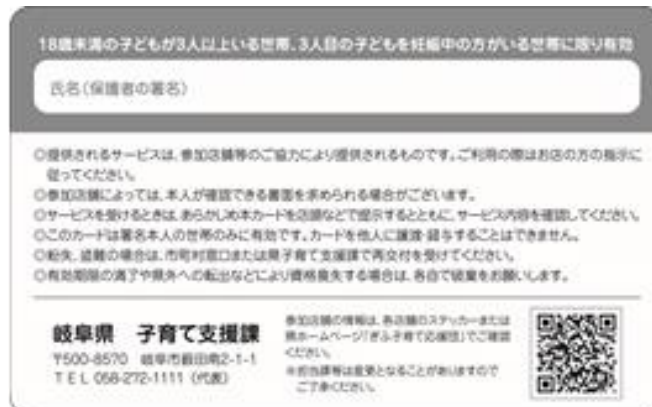 18歳未満の子どもが3人以上いる世帯、3人目の子どもを妊娠中の方がいる世帯に限り有効
氏名(保護者の署名)
○提供されるサービスは、参加店舗等のご協力により提供されるものです。ご利用の際はお店の方の指示に
従ってください。
○参加店舗によっては、本人が確認できる書面を求められる場合がございます。
○サービスを受けるときは、あらかじめ本カードを店頭などで提示するとともに、サービス内容を確認してください。
○このカードは署名本人の世帯のみに有効です。カードを他人に譲渡・貸与することはできません。
○紛失、盗難の場合は、市町村窓口または県子育て支援課で再交付を受けてください。
○有効期限の満了や県外への転出などにより資格喪失する場合は、各自で破棄をお願いします。
岐阜県 子育て支援課
〒500-8570 岐阜市薮田南2-1-1
TEL 058-272-1111(代表)
参加店舗の情報は、各店舗のステッカーまたは
県ホームページ「ぎふ子育て応援団」でご確認
ください。
※担当課等は変更となることがありますので
ご了承ください。